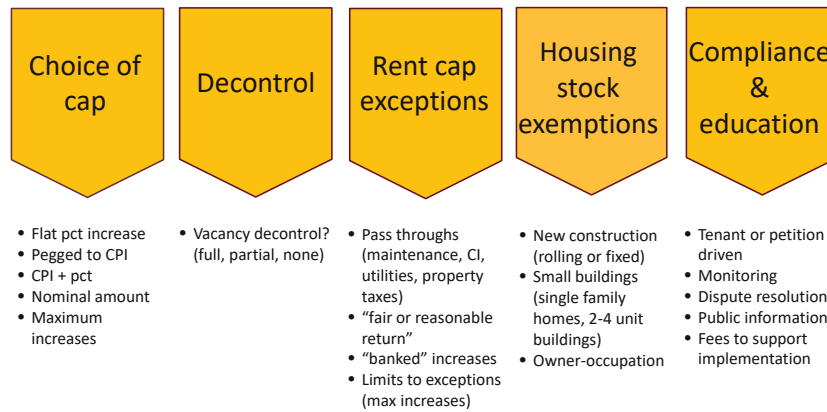 Choice of
cap
Decontrol
Rent cap
exceptions
Housing
stock
exemptions
Compliance
&
education
• Flat pct increase
• Pegged to CPI
• CPI + pct
• Nominal amount
• Maximum
increases
• Vacancy decontrol?
(full, partial, none)
• Pass throughs
(maintenance, CI,
utilities, property
taxes)
• “fair or reasonable
return”
• “banked” increases
• Limits to exceptions
(max increases)
• New construction
(rolling or fixed)
• Small buildings
(single family
homes, 2-4 unit
buildings)
• Owner-occupation
• Tenant or petition
driven
• Monitoring
• Dispute resolution
• Public information
• Fees to support
implementation